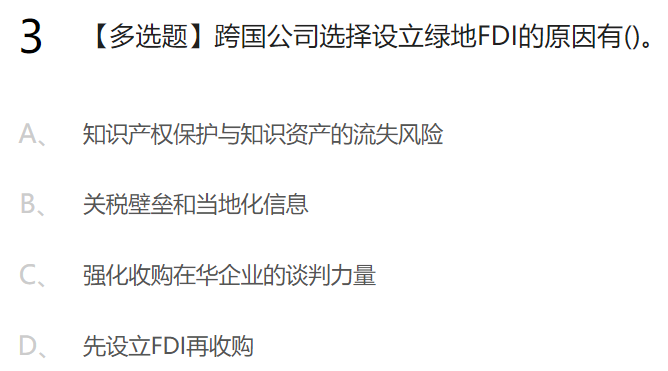 3 【多选题】跨国公司选择设立绿地FDI的原因有()。
A、 知识产权保护与知识资产的流失风险
B、 关税壁垒和当地化信息
C、 强化收购在华企业的谈判力量
D、 先设立FDI再收购